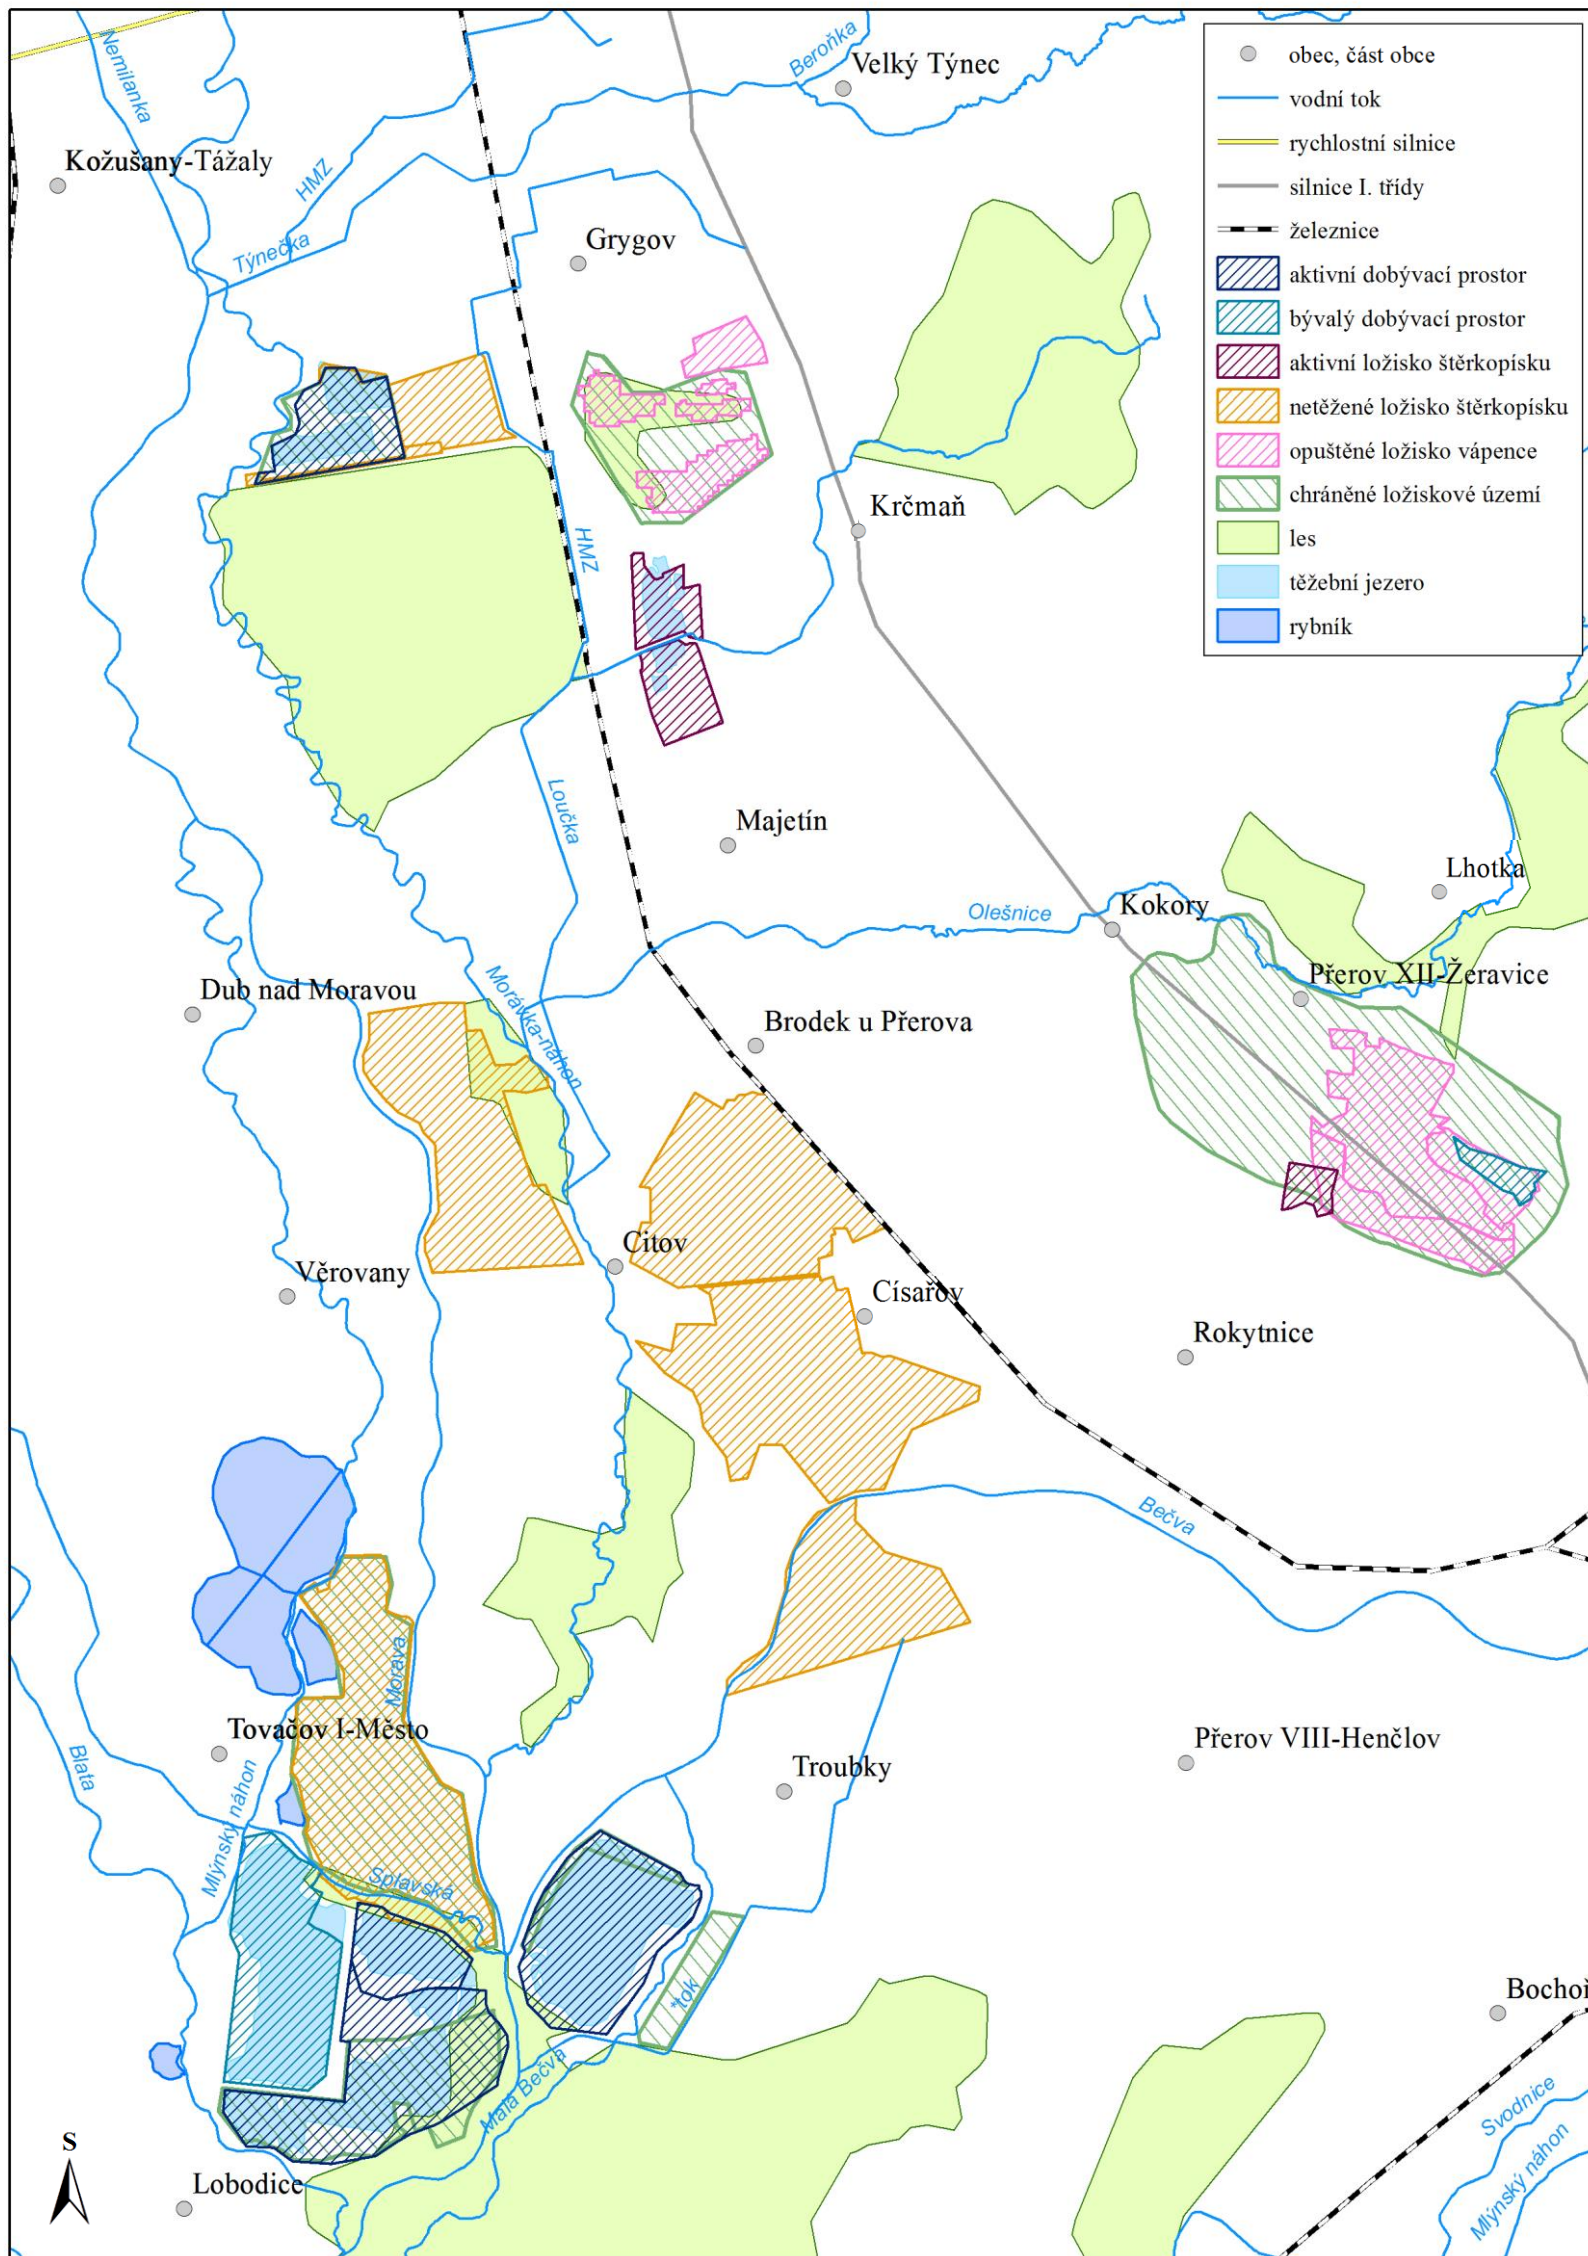 Nemilanka
Beroňka
Velký Týnec
Kožušany-Tážaly
HMZ
Týnečka
Grygov
obec, část obce
vodní tok
rychlostní silnice
silnice I. třídy
železnice
aktivní dobývací prostor
bývalý dobývací prostor
aktivní ložisko štěrkopísku
netěžené ložisko štěrkopísku
opuštěné ložisko vápence
chráněné ložiskové území
les
těžební jezero
rybník
Krčmaň
HMZ
Loučka
Majetín
Lhotka
Olešnice
Kokory
Přerov XII-Žeravice
Dub nad Moravou
Morávka-náhon
Brodek u Přerova
Citov
Věrovany
Císařov
Rokytnice
Bečva
Morava
Tovačov I-Město
Přerov VIII-Henčlov
Blata
Troubky
Mlýnský náhon
Splavská
*tok
Bochoř
Malá Bečva
Svodnice
Mlýnský náhon
S
Lobodice